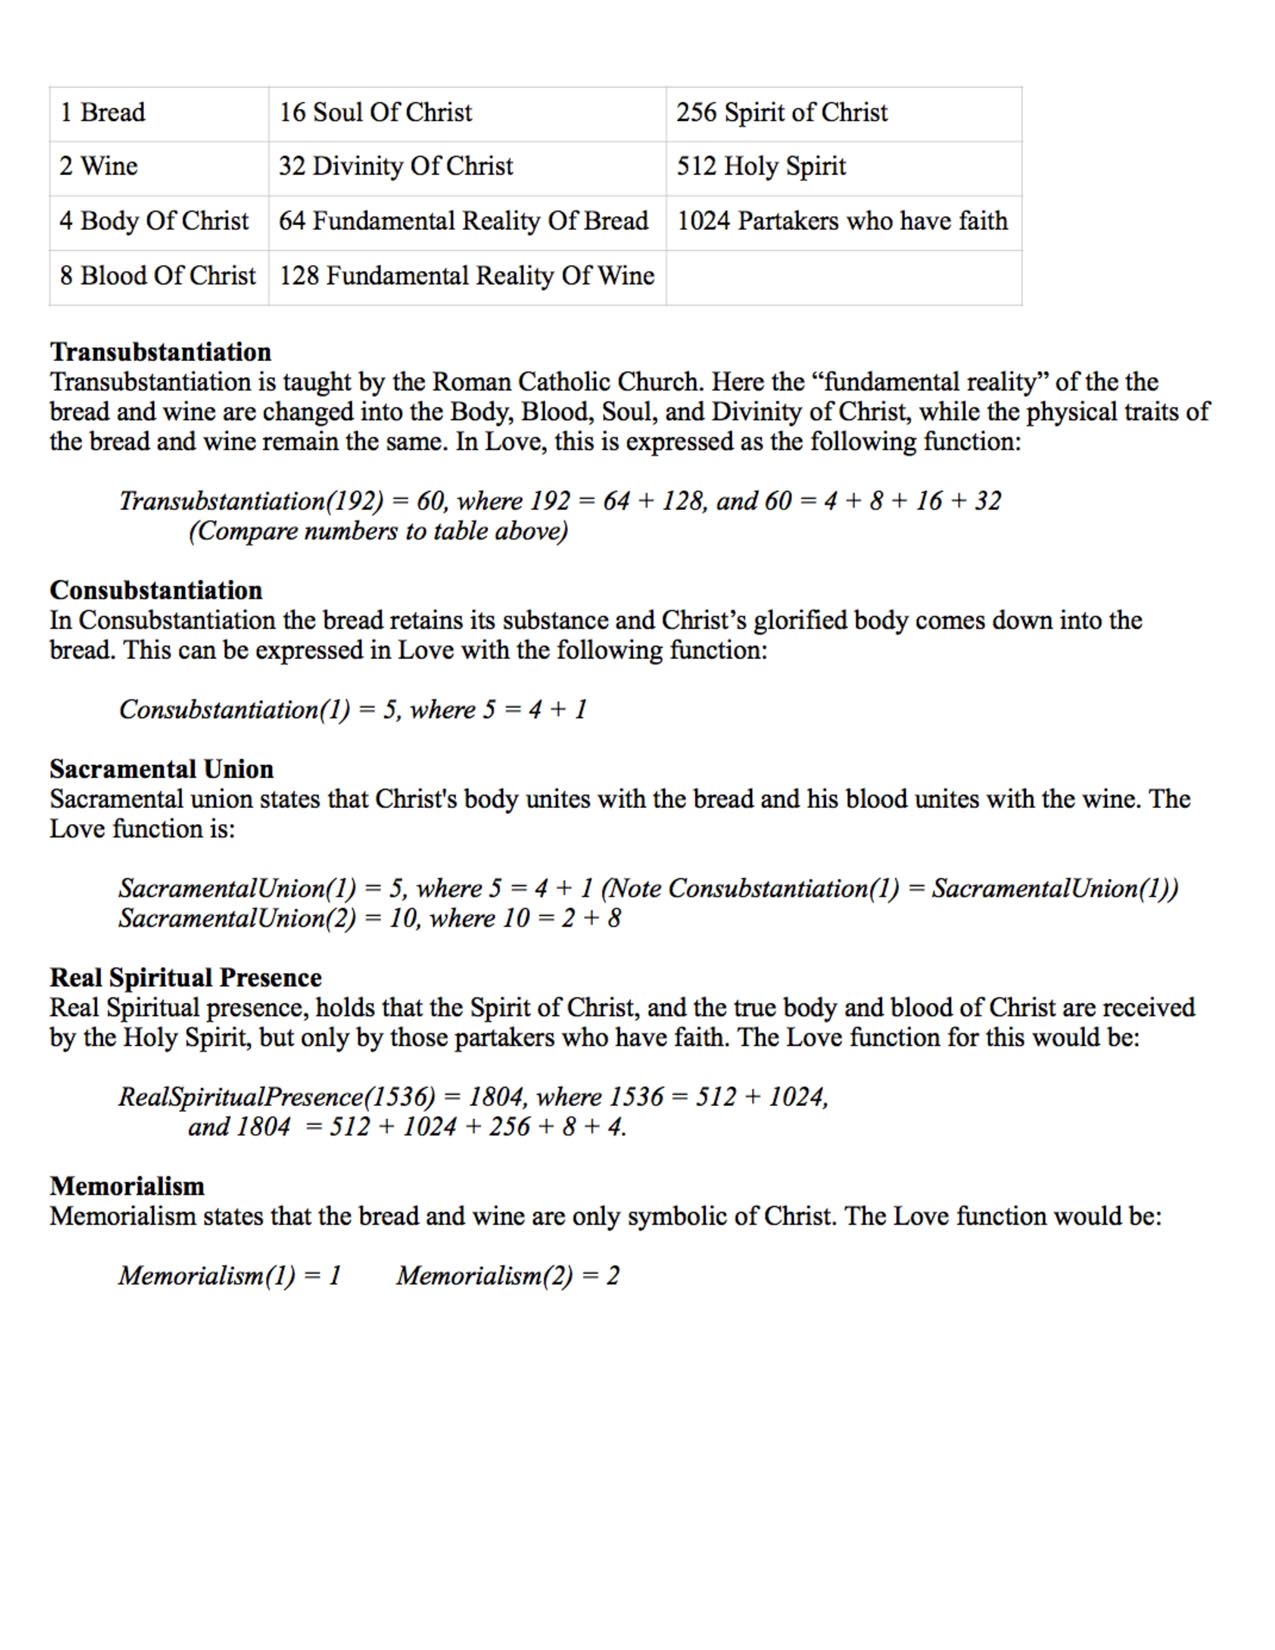 1 Bread 16 Soul Of Christ 256 Spirit of Christ
2 Wine 32 Divinity Of Christ 512 Holy Spirit
4 Body Of Christ 64 Fundamental Reality Of Bread 1024 Partakers who have faith
8 Blood Of Christ 128 Fundamental Reality Of Wine
Transubstantiation
Transubstantiation is taught by the Roman Catholic Church. Here the “fundamental reality” of the the
bread and wine are changed into the Body, Blood, Soul, and Divinity of Christ, while the physical traits of
the bread and wine remain the same. In Love, this is expressed as the following function:
Transubstantiation(192) = 60, where 192 = 64 + 128, and 60 = 4 + 8 + 16 + 32
(Compare numbers to table above)
Consubstantiation
In Consubstantiation the bread retains its substance and Christ’s glorified body comes down into the
bread. This can be expressed in Love with the following function:
Consubstantiation(1) = 5, where 5 = 4 + 1
Sacramental Union
Sacramental union states that Christ's body unites with the bread and his blood unites with the wine. The
Love function is:
SacramentalUnion(1) = 5, where 5 = 4 + 1 (Note Consubstantiation(1) = SacramentalUnion(1))
SacramentalUnion(2) = 10, where 10 = 2 + 8
Real Spiritual Presence
Real Spiritual presence, holds that the Spirit of Christ, and the true body and blood of Christ are received
by the Holy Spirit, but only by those partakers who have faith. The Love function for this would be:
RealSpiritualPresence(1536) = 1804, where 1536 = 512 + 1024,
and 1804 = 512 + 1024 + 256 + 8 + 4.
Memorialism
Memorialism states that the bread and wine are only symbolic of Christ. The Love function would be:
Memorialism(1) = 1 Memorialism(2) = 2